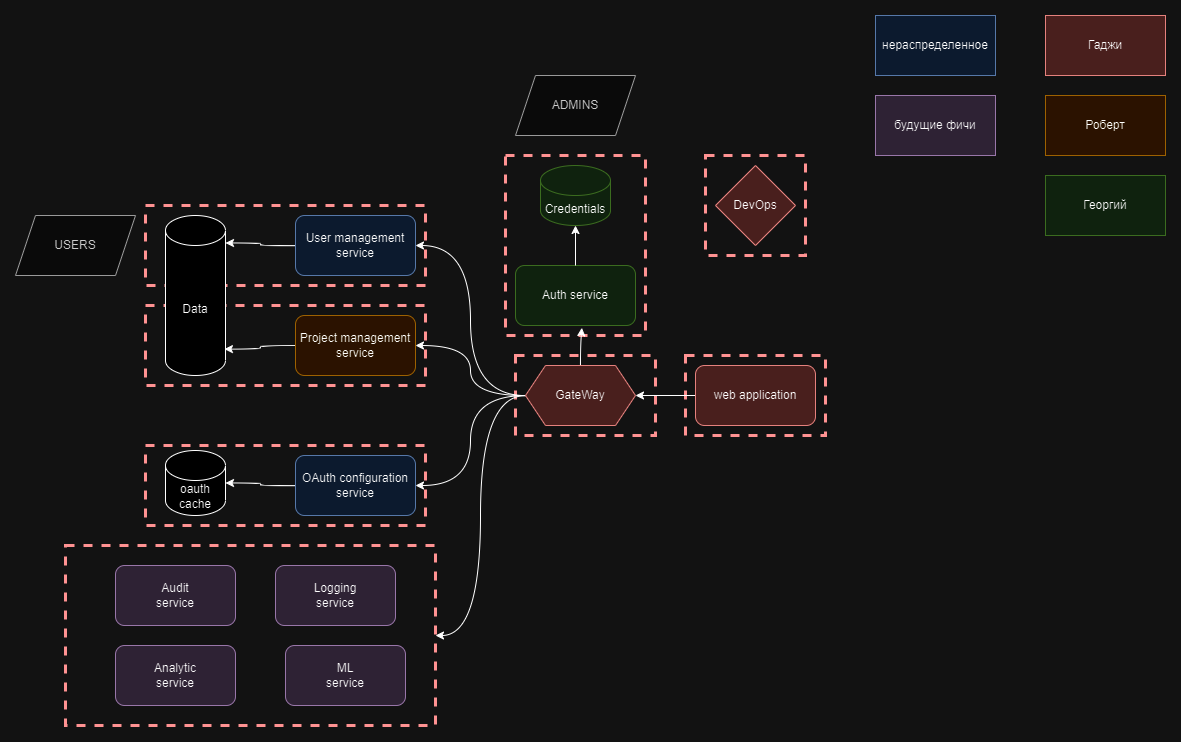 нераспределенное
Гаджи
ADMINS
будущие фичи
Роберт
Credentials
DevOps
Георгий
USERS
User management
service
Data
Auth service
Project management
service
GateWay
web application
oauth
cache
OAuth configuration
service
Audit
service
Logging
service
Analytic
service
ML
service